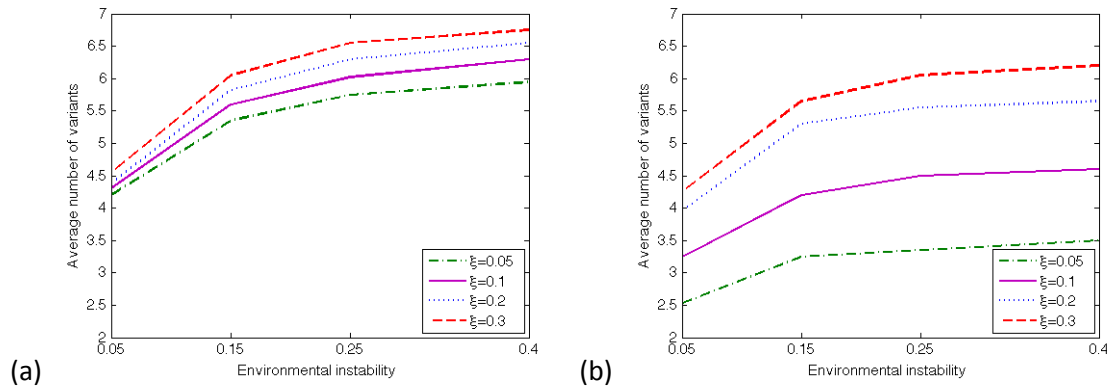 7
6.5
6
5.5
5
4.5
4
3.5
3
2.5
2
Average number of variants
0.05 0.15 0.25 0.4
Environmental instability
ξ=0.05
ξ=0.1
ξ=0.2
ξ=0.3
(a)
7
6.5
6
5.5
5
4.5
4
3.5
3
2.5
2
Average number of variants
0.05 0.15 0.25 0.4
Environmental instability
ξ=0.05
ξ=0.1
ξ=0.2
ξ=0.3
(b)